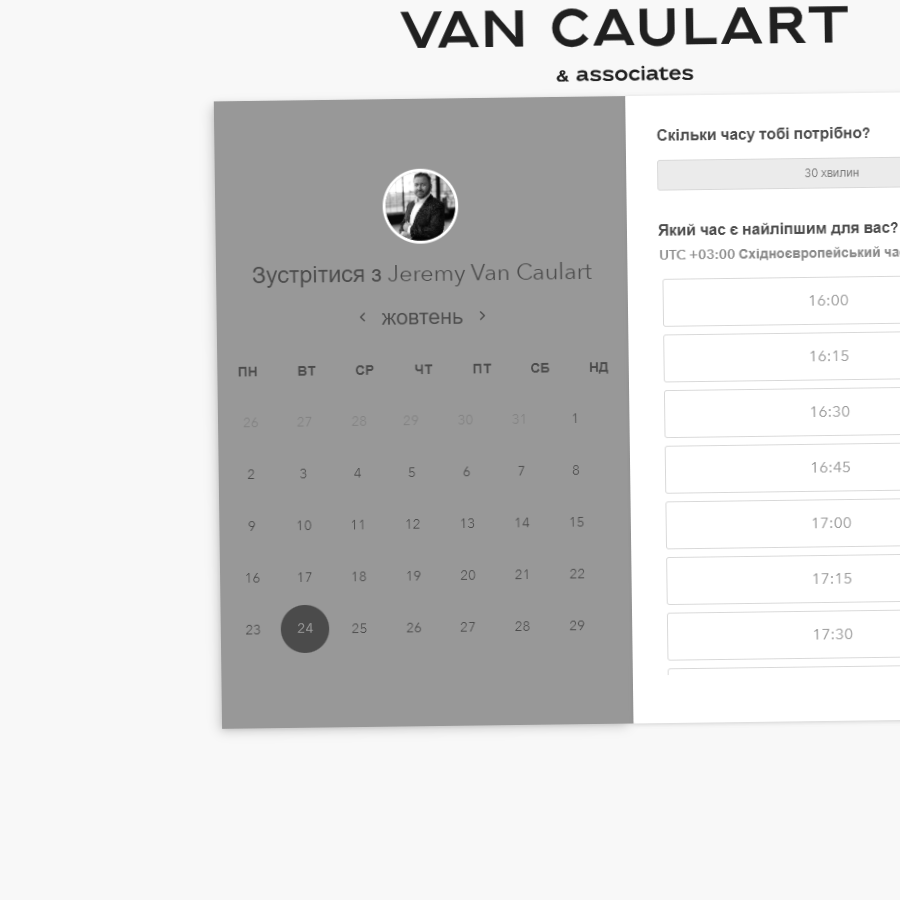 VAN CAULART
& associates
Зустрітися з Jeremy Van Caulart
жовтень
ПН ВТ СР ЧТ ПТ СБ НД
26 27 28 29 30 31 1
2 3 4 5 6 7 8
9 10 11 12 13 14 15
16 17 18 19 20 21 22
23 24 25 26 27 28 29
Скільки часу тобі потрібно?
30 хвилин
Який час є найліпшим для вас?
UTC +03:00 Східноєвропейський
16:00
16:15
16:30
16:45
17:00
17:15
17:30